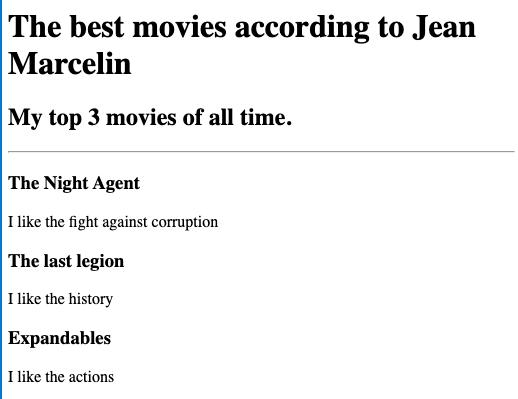 The best movies according to Jean
Marcelin
My top 3 movies of all time.
The Night Agent
I like the fight against corruption
The last legion
I like the history
Expandables
I like the actions